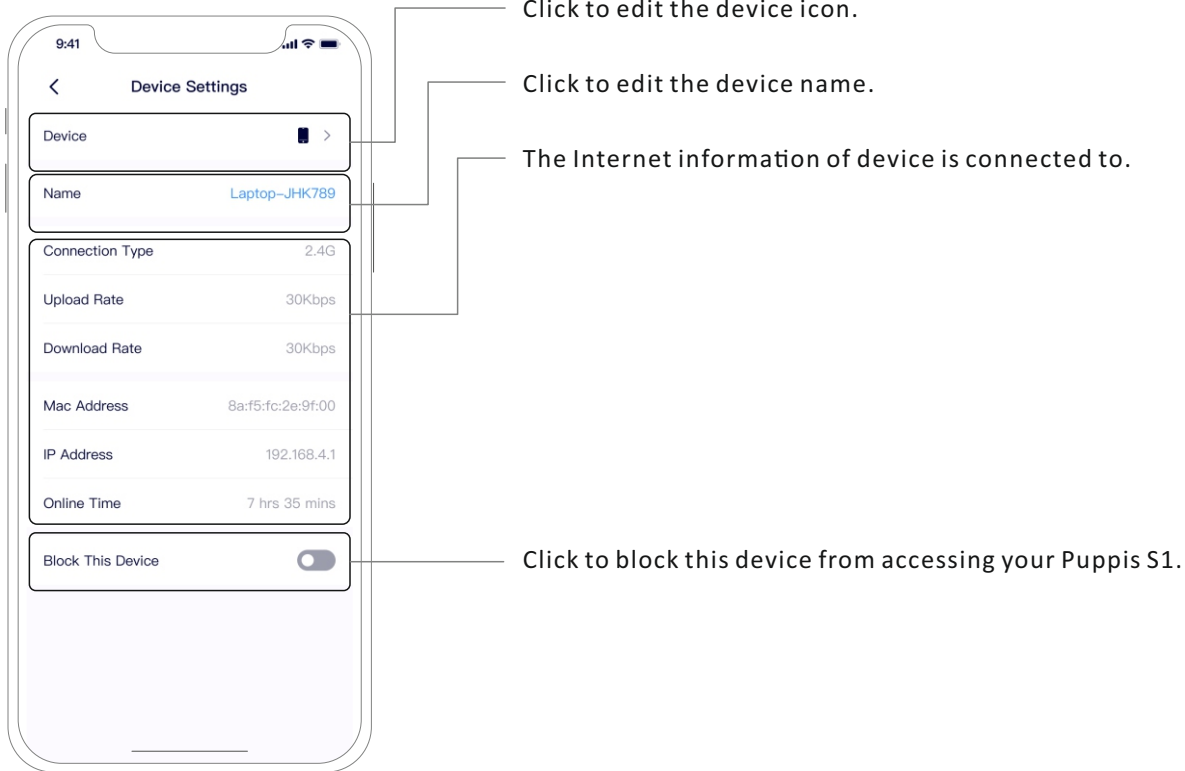 Click to edit the device icon.
9:41
Device Settings
Click to edit the device name.
Device
The Internet information of device is connected to.
Name Laptop-JHK789
Connection Type 2.4G
Upload Rate 30Kbps
Download Rate 30Kbps
Mac Address 8a:f5:fc:2e:9f:00
IP Address 192.168.4.1
Online Time 7 hrs 35 mins
Block This Device
Click to block this device from accessing your Puppis S1.